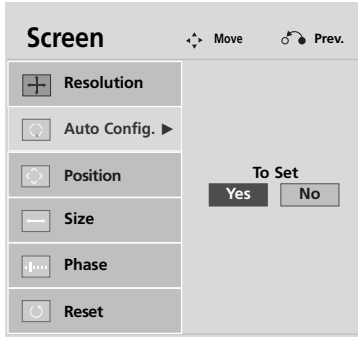 Screen Move Prev.
Resolution
Auto Config. ►
Position
Size
Phase
Reset
To Set
Yes No